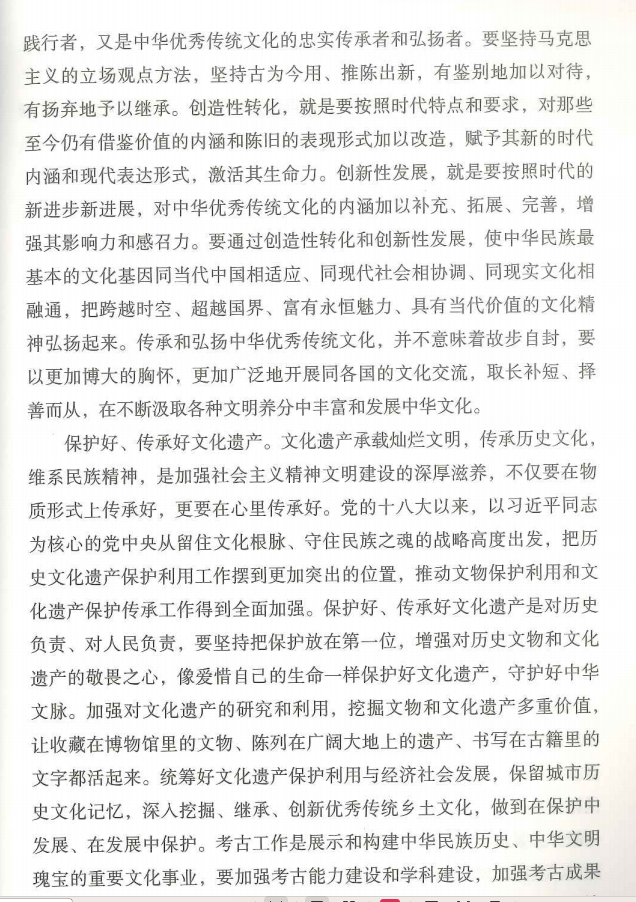 践行者，又是中华优秀传统文化的忠实传承者和弘扬者。要坚持马克思
主义的立场观点方法，坚持古为今用、推陈出新，有鉴别地加以对待，
有扬弃地予以继承。创造性转化，就是要按照时代特点和要求，对那些
至今仍有借鉴价值的内涵和陈旧的表现形式加以改造，赋予其新的时代
内涵和现代表达形式，激活其生命力。创新性发展，就是要按照时代的
新进步新进展，对中华优秀传统文化的内涵加以补充、拓展、完善，增
强其影响力和感召力。要通过创造性转化和创新性发展，使中华民族最
基本的文化基因同当代中国相适应、同现代社会相协调、同现实文化相
融通，把跨越时空、超越国界、富有永恒魅力、具有当代价值的文化精
神弘扬起来。传承和弘扬中华优秀传统文化，并不意味着故步自封，要
以更加博大的胸怀，更加广泛地开展同各国的文化交流，取长补短、择
善而从，在不断汲取各种文明养分中丰富和发展中华文化。
保护好、传承好文化遗产。文化遗产承载灿烂文明，传承历史文化，
维系民族精神，是加强社会主义精神文明建设的深厚滋养，不仅要在物
质形式上传承好，更要在心里传承好。党的十八大以来，以习近平同志
为核心的党中央从留住文化根脉、守住民族之魂的战略高度出发，把历
史文化遗产保护利用工作摆到更加突出的位置，推动文物保护利用和文
化遗产保护传承工作得到全面加强。保护好、传承好文化遗产是对历史
负责、对人民负责，要坚持把保护放在第一位，增强对历史文物和文化
遗产的敬畏之心，像爱惜自己的生命一样保护好文化遗产，守护好中华
文脉。加强对文化遗产的研究和利用，挖掘文物和文化遗产多重价值，
让收藏在博物馆里的文物、陈列在广阔大地上的遗产、书写在古籍里的
文字都活起来。统筹好文化遗产保护利用与经济社会发展，保留城市历
史文化记忆，深入挖掘、继承、创新优秀传统乡土文化，做到在保护中
发展、在发展中保护。考古工作是展示和构建中华民族历史、中华文明
瑰宝的重要文化事业，要加强考古能力建设和学科建设，加强考古成果